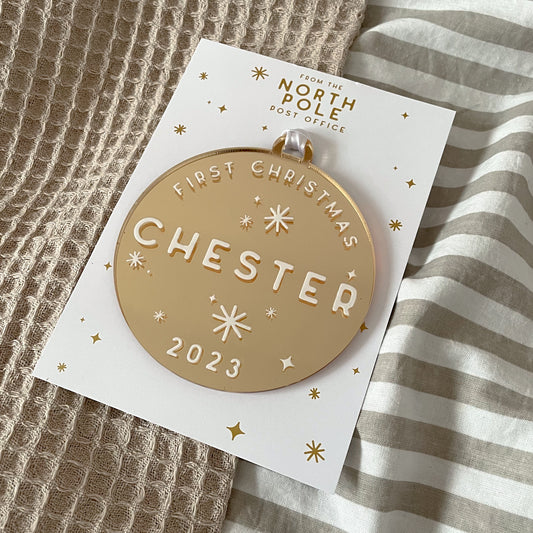 FROM THE
NORTH
POLE
POST OFFICE
FIRST CHRISTMAS
CHESTER
2023